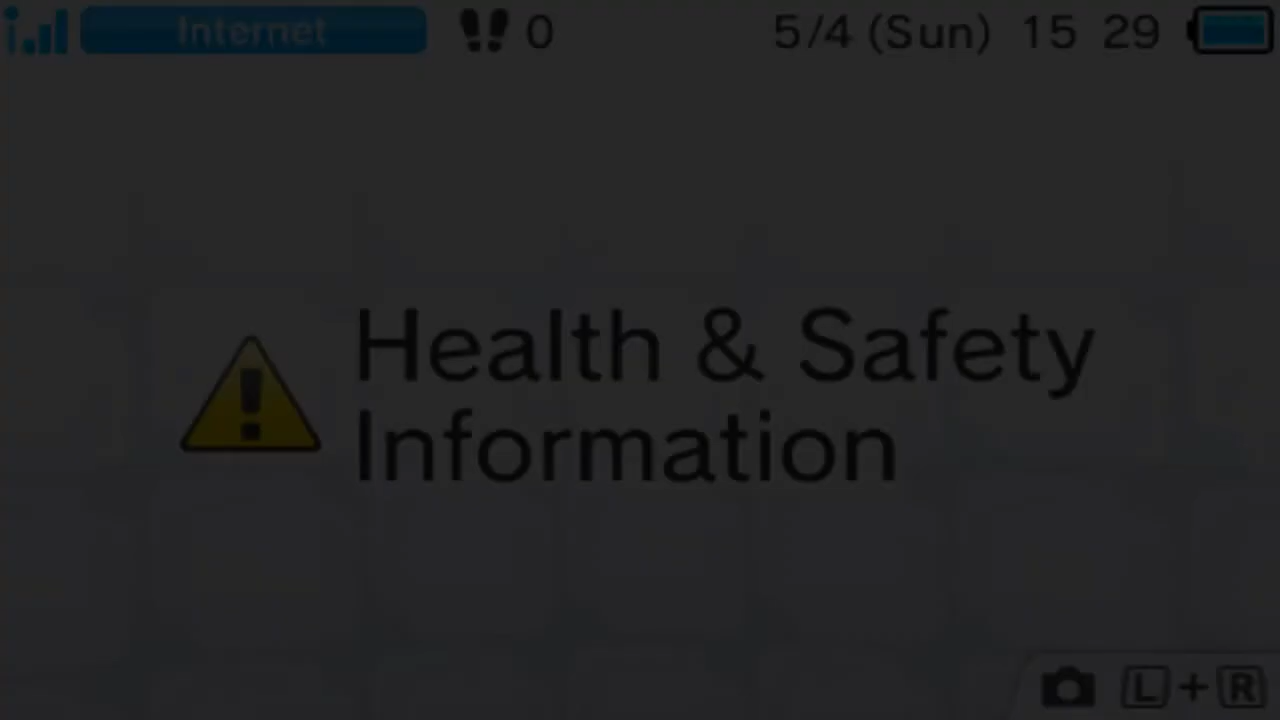 Internet 0 5/4 (Sun) 15 29
Health & Safety
Information
L + R